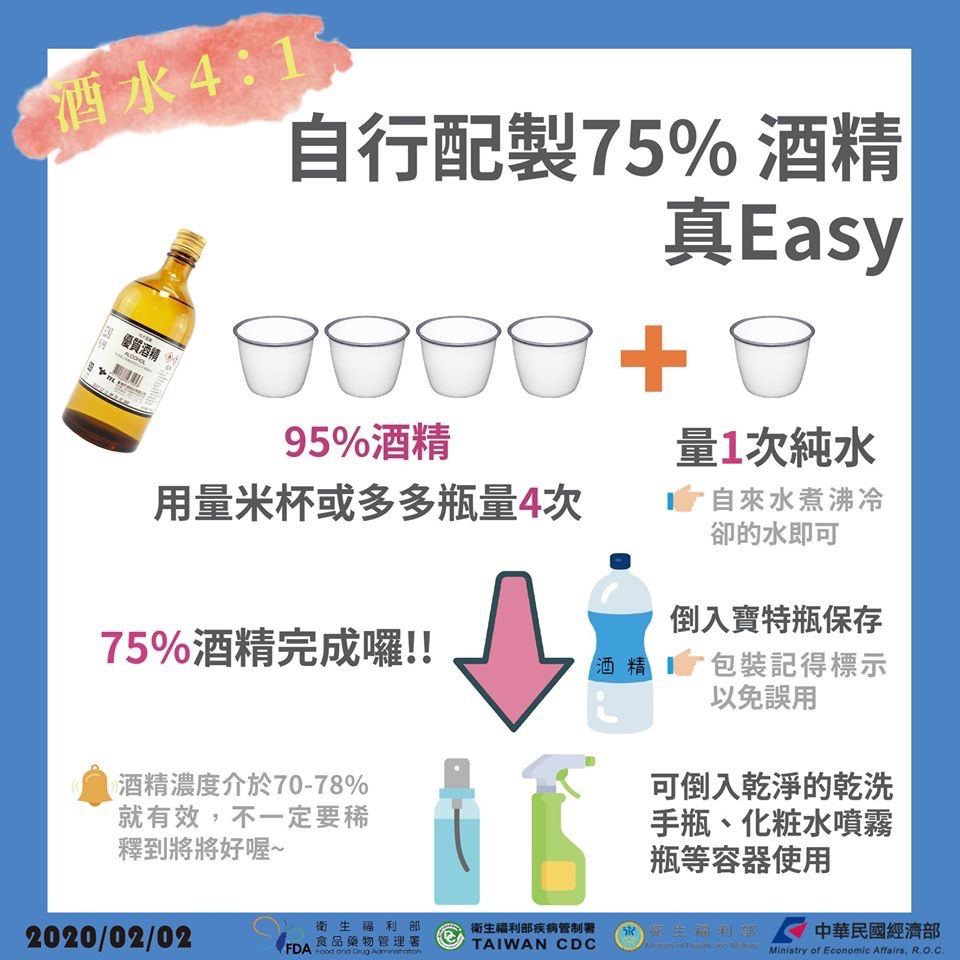 酒水4:1
自行配製75% 酒精
真Easy
優質酒精
ALCOHOL
TTL
95%酒精
用量米杯或多多瓶量4次
量1次純水
自來水煮沸冷
卻的水即可
75%酒精完成囉!!
酒 精
倒入寶特瓶保存
包裝記得標示
以免誤用
酒精濃度介於70-78%
就有效，不一定要稀
釋到將將好喔~
可倒入乾淨的乾洗
手瓶、化粧水噴霧
瓶等容器使用
2020/02/02
衛生福利部
食品藥物管理署
FDA Food and Drug Administration
衛生福利部疾病管制署
TAIWAN CDC
衛生福利部
Ministry of Health and Welfare
中華民國經濟部
Ministry of Economic Affairs, R.O.C.